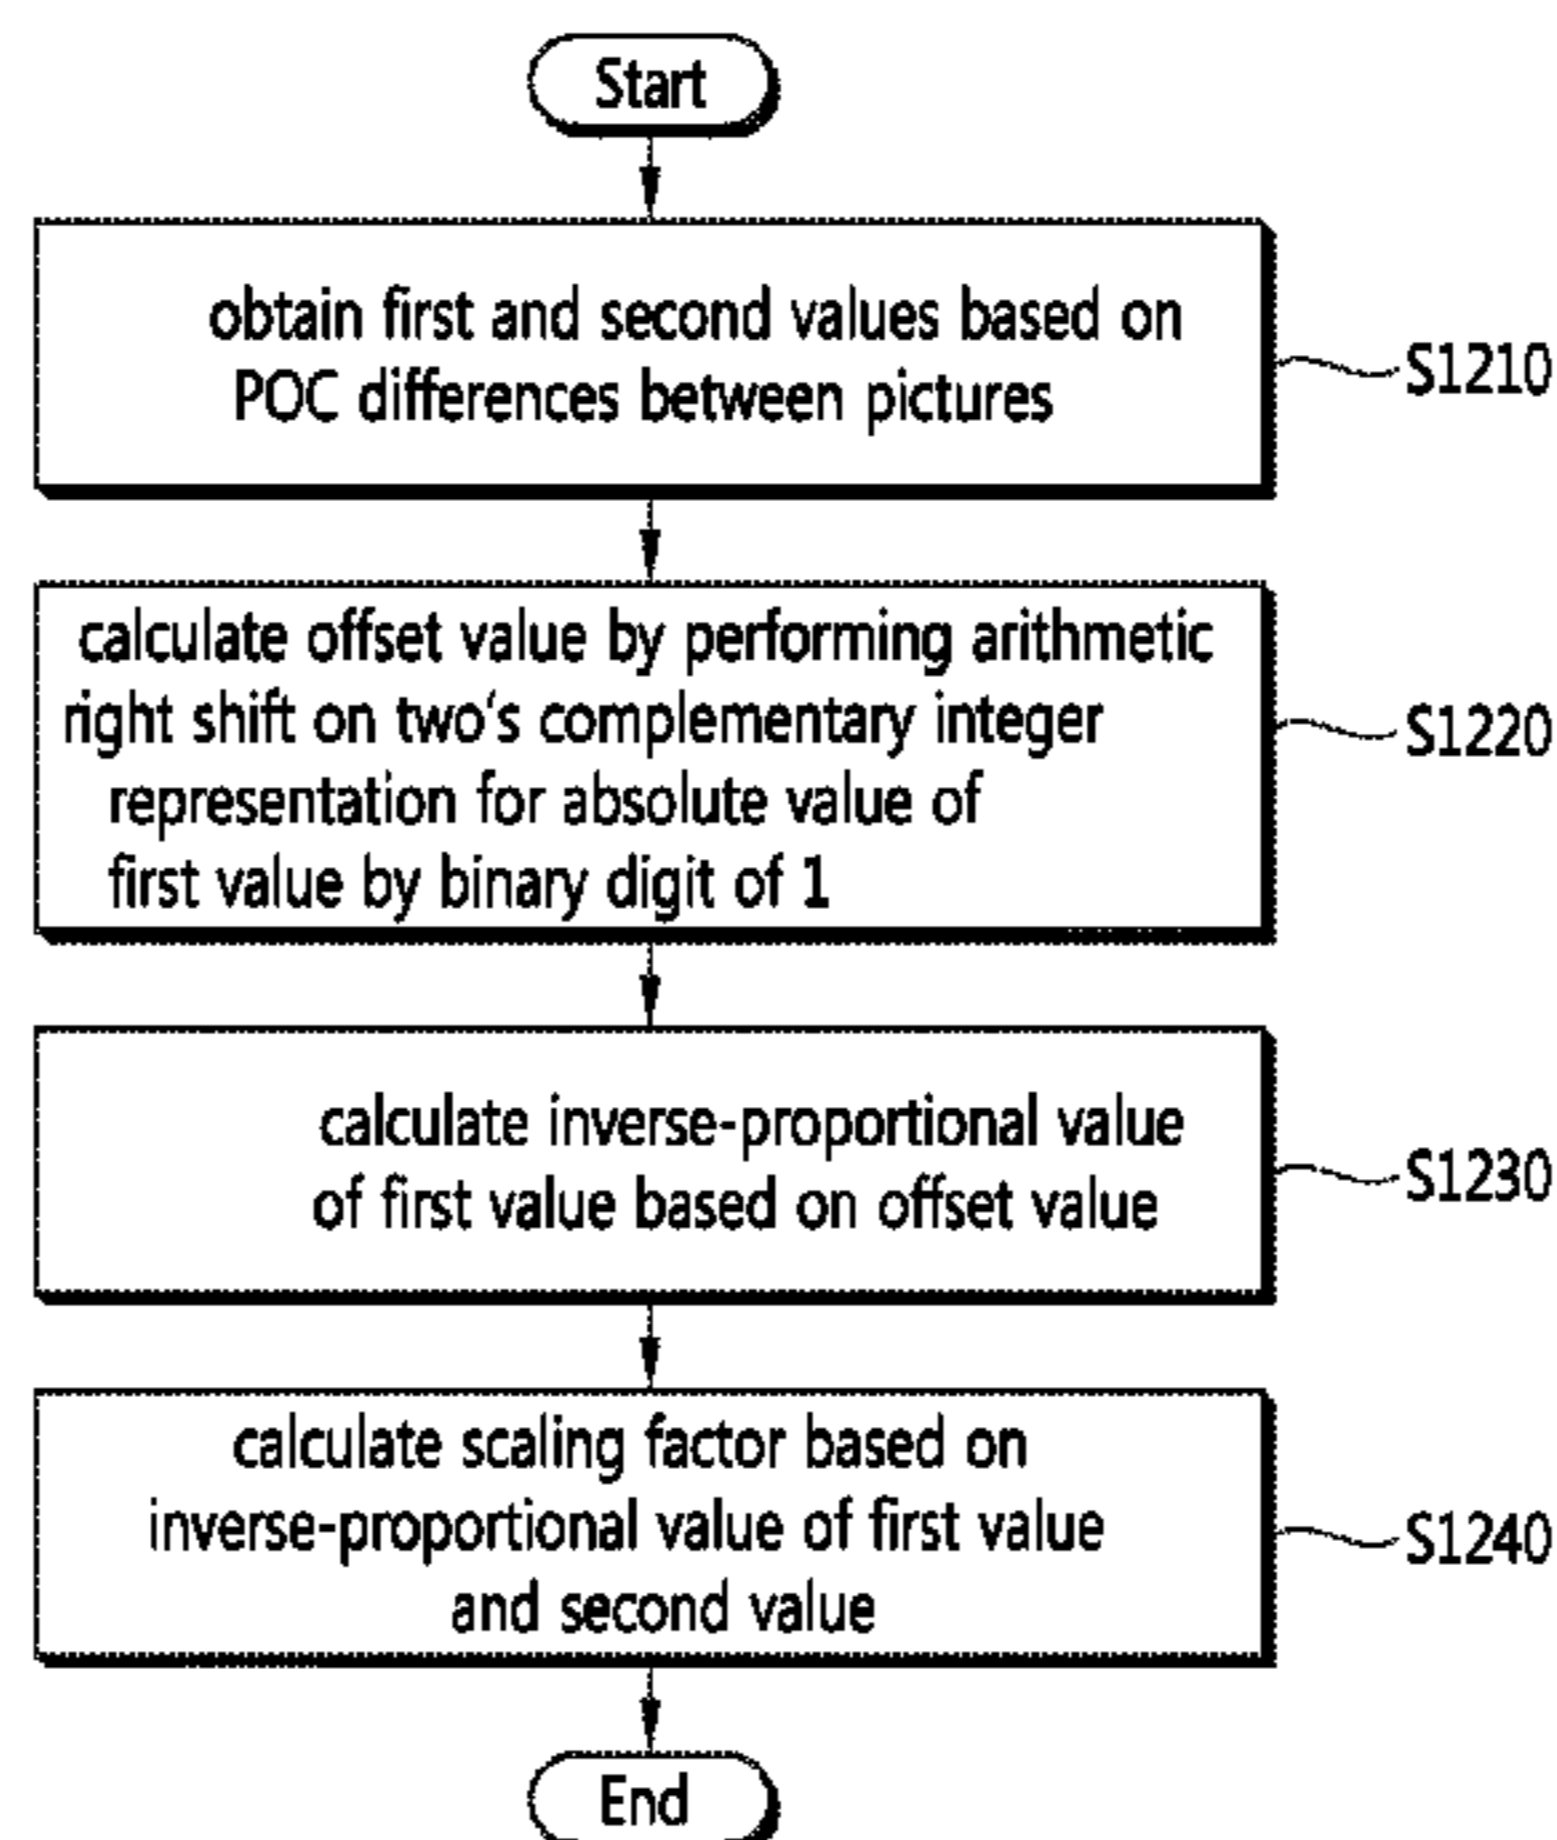 Start
obtain first and second values based on
POC differences between pictures
S1210
calculate offset value by performing arithmetic
right shift on two's complementary integer
representation for absolute value of
first value by binary digit of 1
S1220
calculate inverse-proportional value
of first value based on offset value
S1230
calculate scaling factor based on
inverse-proportional value of first value
and second value
S1240
End